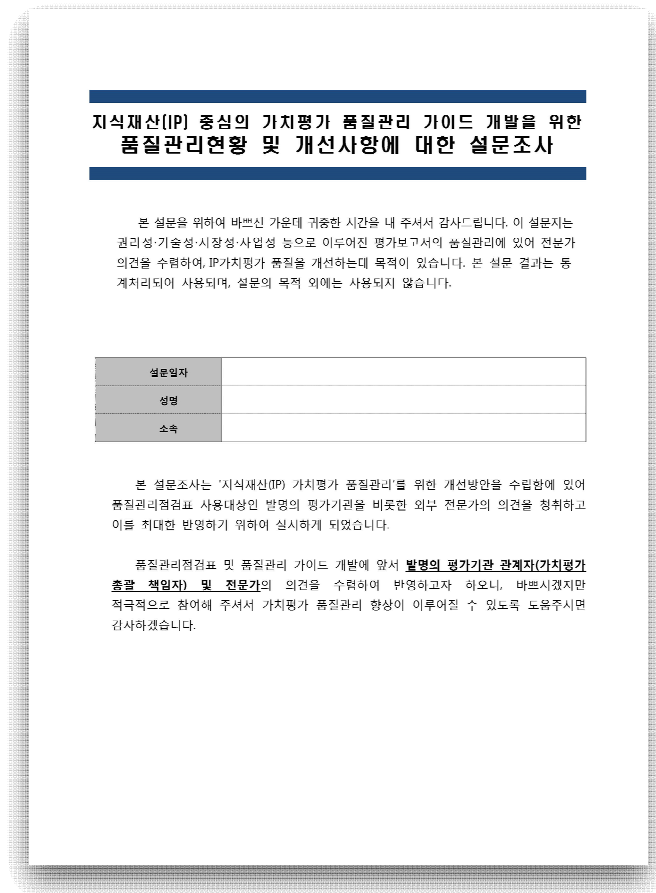 지식재산(IP) 중심의 가치평가 품질관리 가이드 개발을 위한
품질관리현황 및 개선사항에 대한 설문조사
본 설문을 위하여 바쁘신 가운데 귀중한 시간을 내 주셔서 감사드립니다. 이 설문지는
권리성·기술성·시장성·사업성 등으로 이루어진 평가보고서의 품질관리에 있어 전문가
의견을 수렴하여, IP가치평가 품질을 개선하는데 목적이 있습니다. 본 설문 결과는 통
계처리되어 사용되며, 설문의 목적 외에는 사용되지 않습니다.
설문일자
성명
소속
본 설문조사는 '지식재산(IP) 가치평가 품질관리'를 위한 개선방안을 수립함에 있어
품질관리점검표 사용대상인 발명의 평가기관을 비롯한 외부 전문가의 의견을 청취하고
이를 최대한 반영하기 위하여 실시하게 되었습니다.
품질관리점검표 및 품질관리 가이드 개발에 앞서 발명의 평가기관 관계자(가치평가
총괄 책임자) 및 전문가의 의견을 수렴하여 반영하고자 하오니, 바쁘시겠지만
적극적으로 참여해 주셔서 가치평가 품질관리 향상이 이루어질 수 있도록 도움주시면
감사하겠습니다.